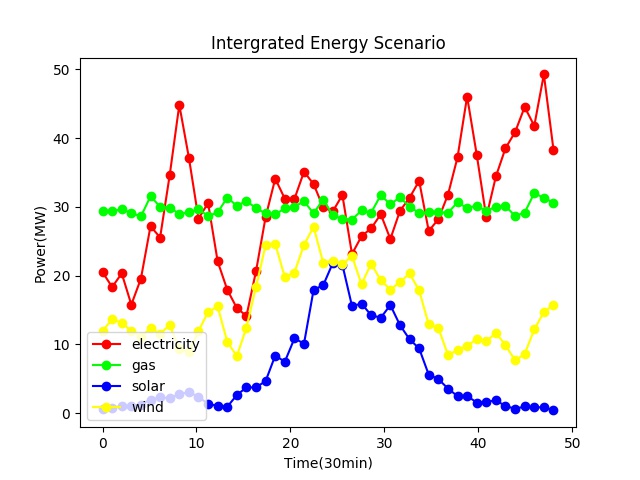 Intergrated Energy Scenario
Power(MW)
50
40
30
20
10
0
electricity
gas
solar
wind
0 10 20 30 40 50
Time(30min)